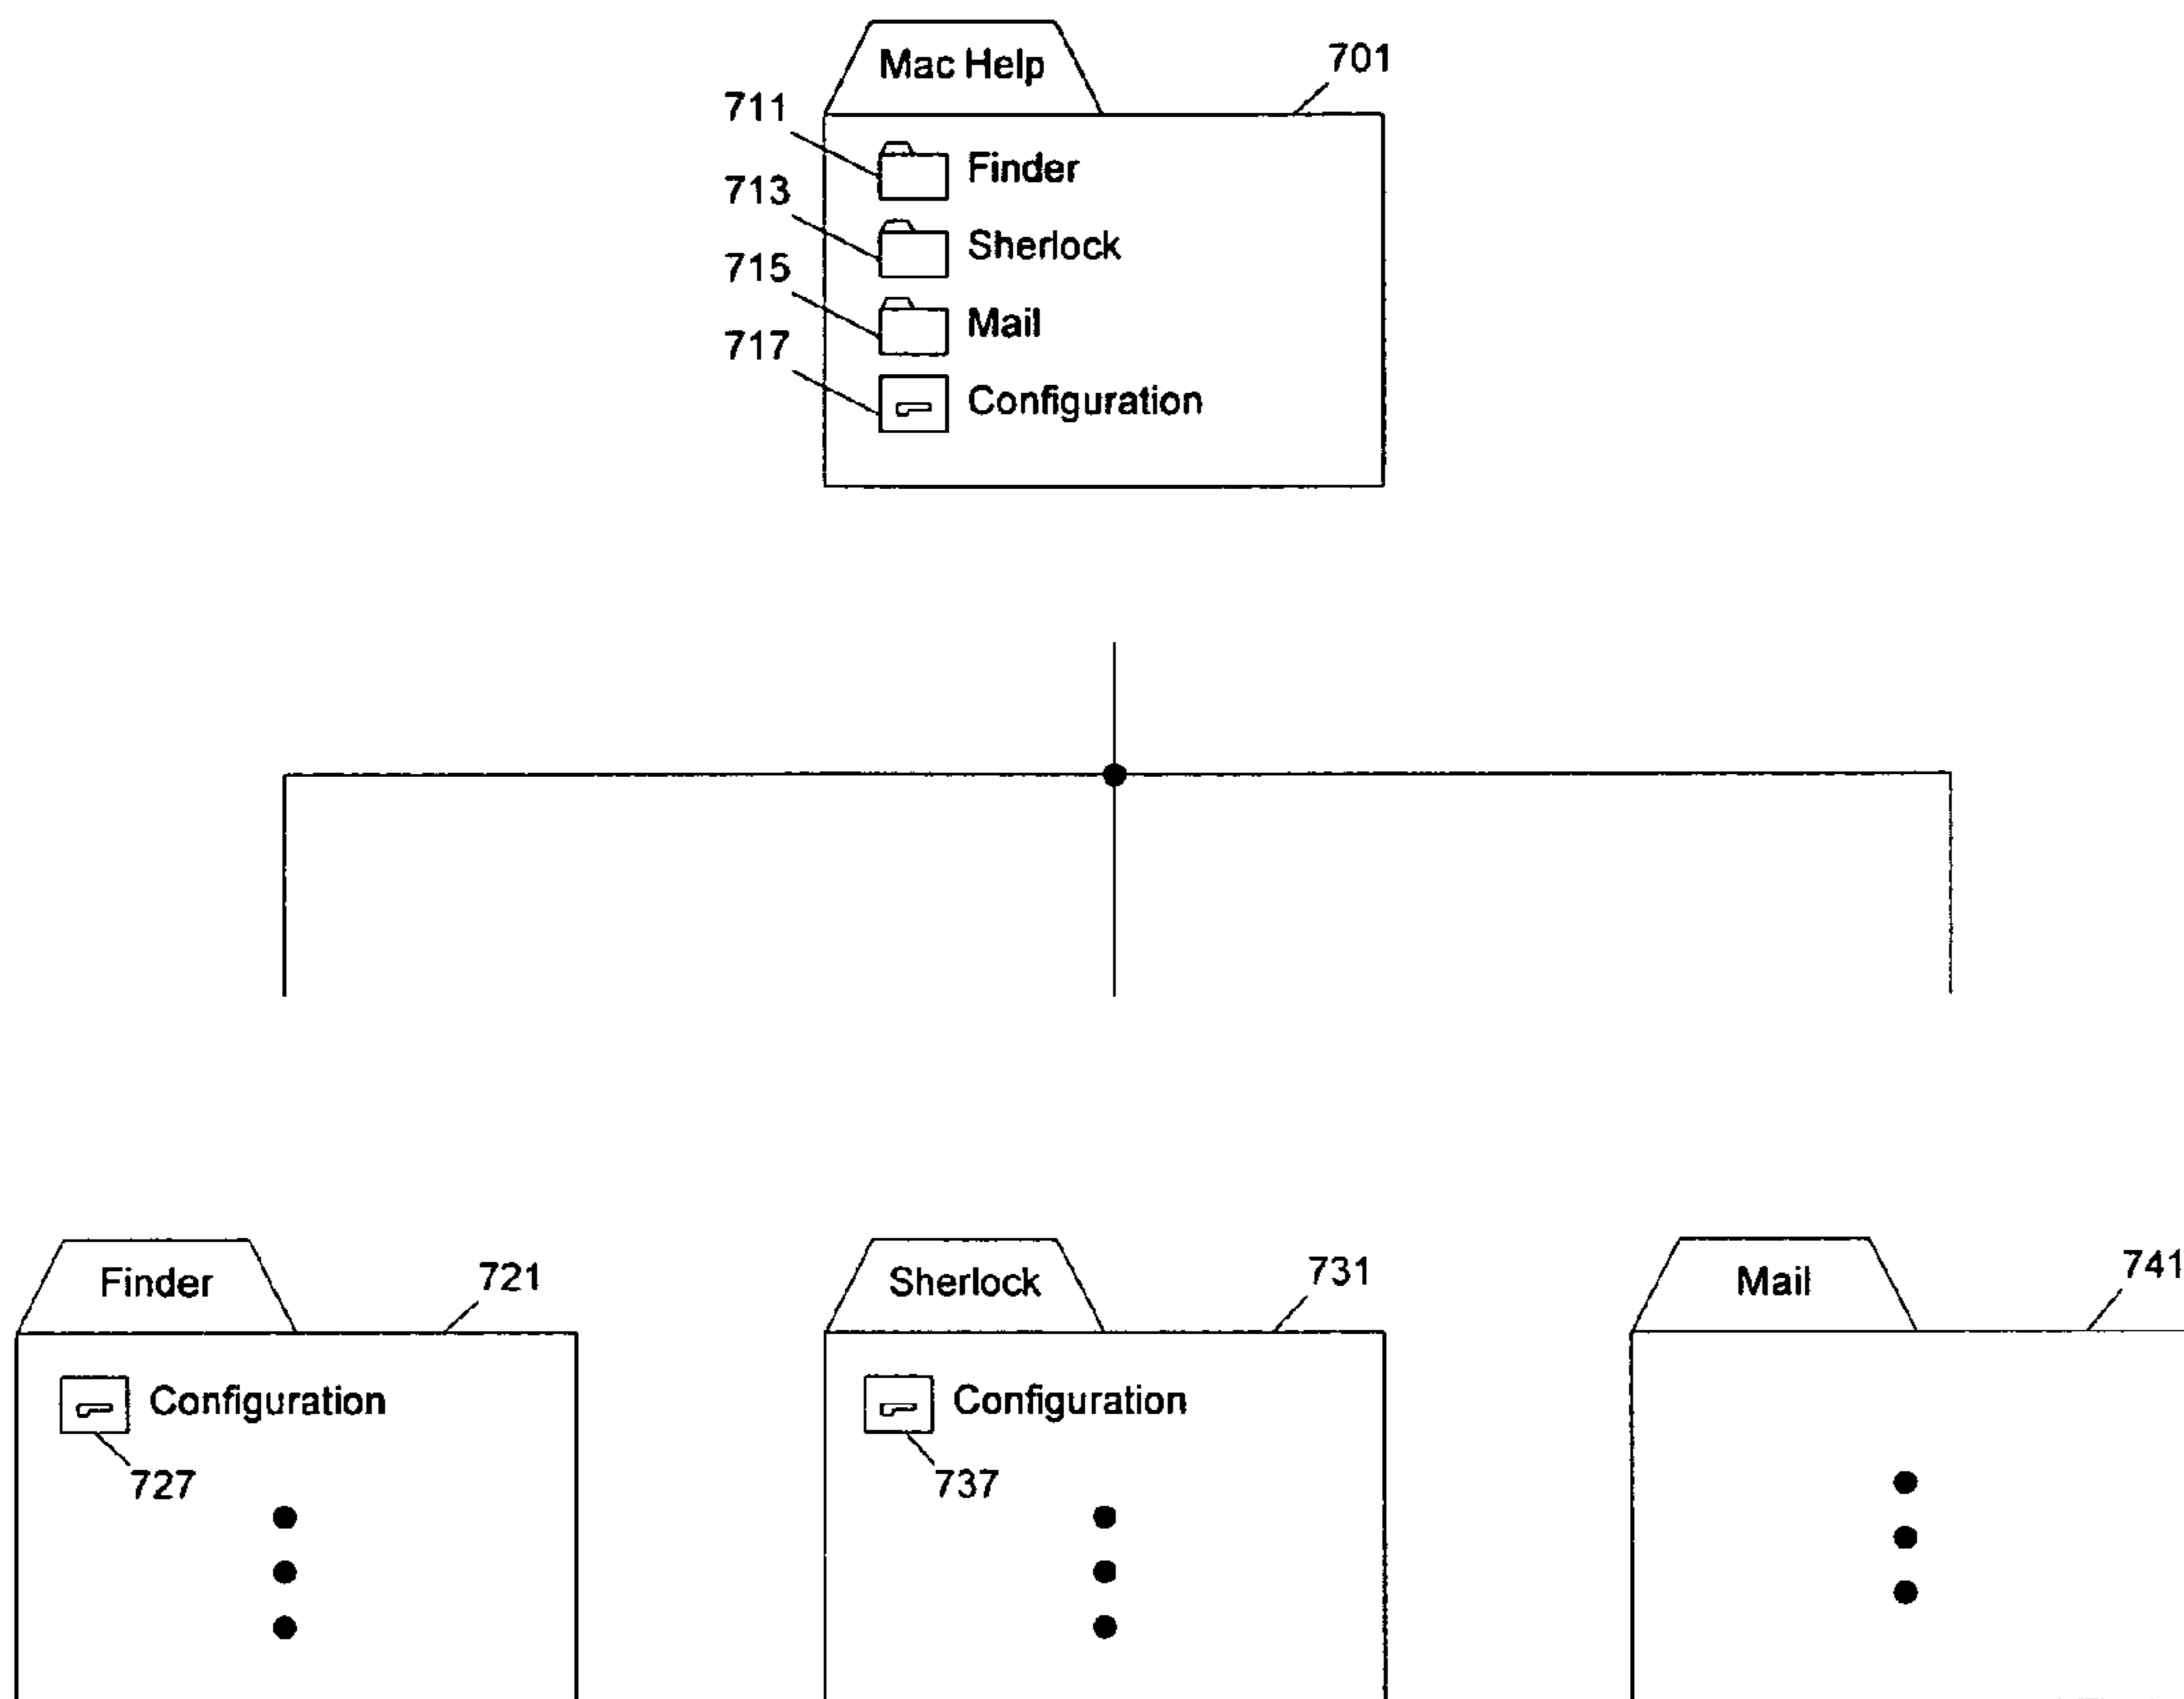 Mac Help
701
711
Finder
713
Sherlock
715
Mail
717
Configuration
Finder
721
Sherlock
731
Mail
741
Configuration
727
Configuration
737